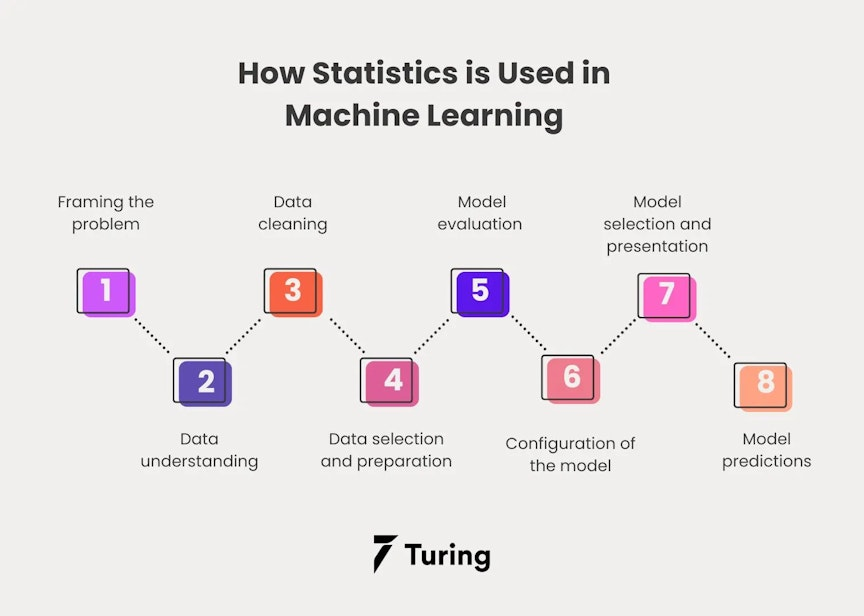 How Statistics is Used in
Machine Learning
Framing the
problem
1
2
Data
understanding
Data
cleaning
3
4
Data selection
and preparation
Model
evaluation
5
6
Configuration of
the model
Model
selection and
presentation
7
8
Model
predictions
Turing